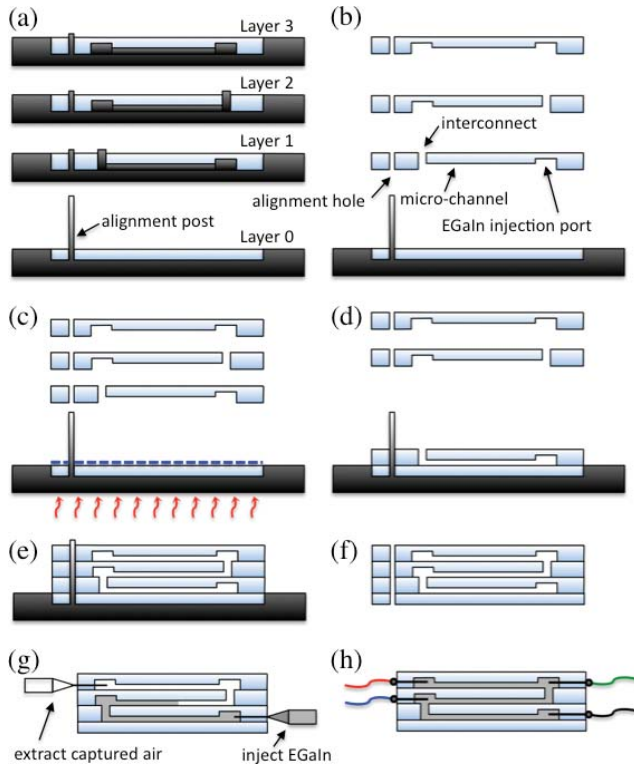 (a)
Layer 3
Layer 2
Layer 1
alignment post
Layer 0
(b)
interconnect
alignment hole
micro-channel
EGaIn injection port
(c)
(d)
(e)
(f)
(g)
extract captured air
inject EGaIn
(h)